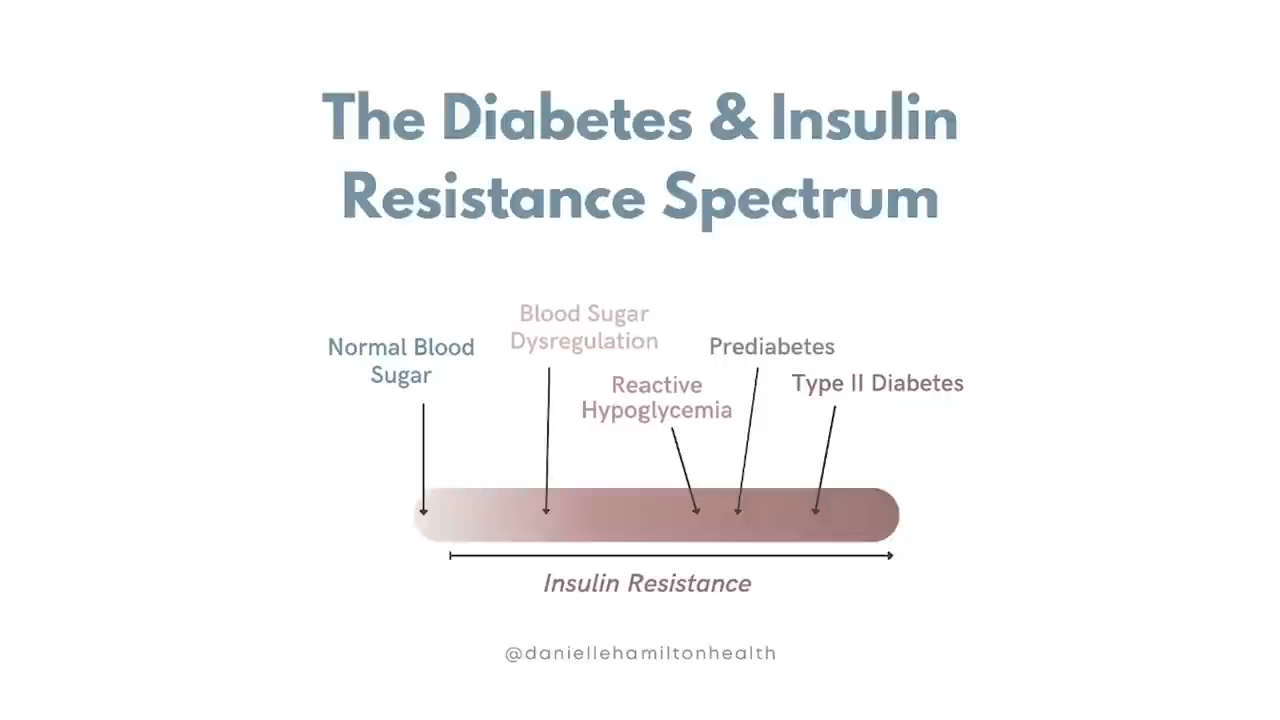 The Diabetes & Insulin
Resistance Spectrum
Normal Blood
Sugar
Blood Sugar
Dysregulation
Reactive
Hypoglycemia
Prediabetes
Type II Diabetes
Insulin Resistance
@daniellehamiltonhealth